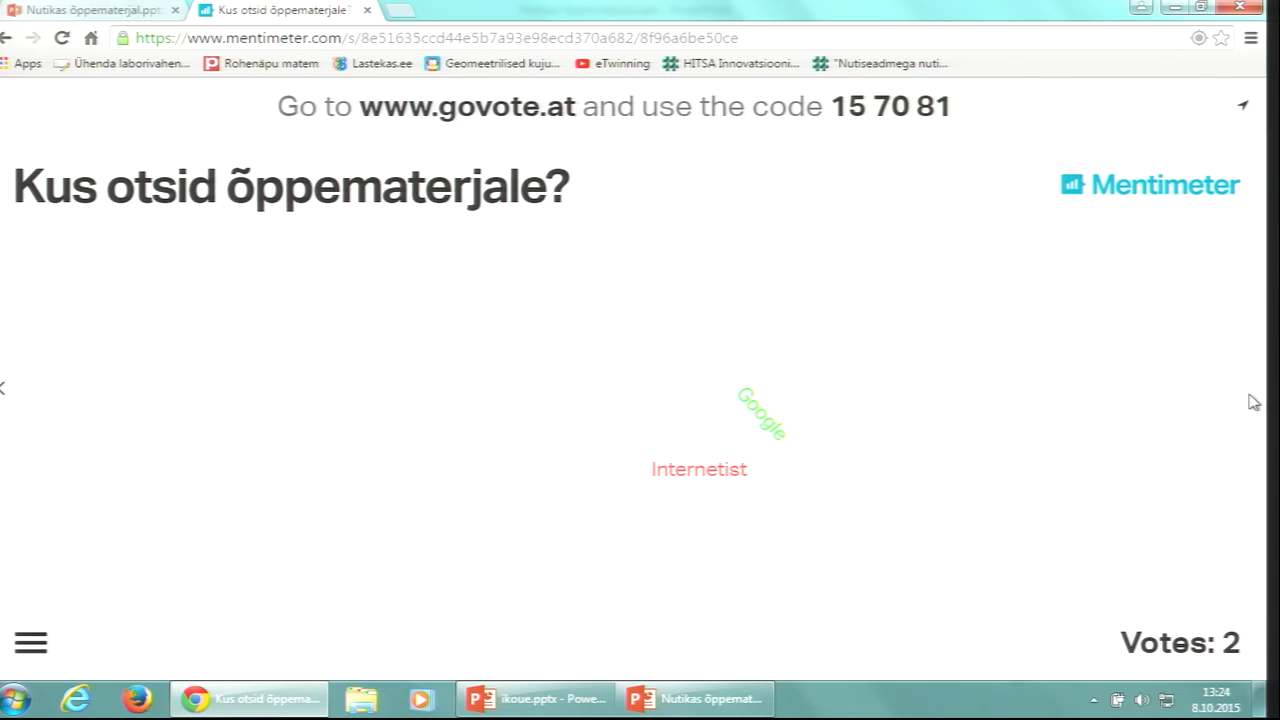 Nutikas õppematerjal.ppt
Kus otsid õppematerjale?
https://www.mentimeter.com/s/8e51635ccd44e5b7a93e98ecd370a682/8f96a6be50ce
Apps
Ühenda laborivahen...
Rohenäpu matem
Lastekas.ee
Geomeetrilised kuju...
eTwinning
HITSA Innovatsiooni...
"Nutiseadmega nuti...
Go to www.govote.at and use the code 15 70 81
Kus otsid õppematerjale?
Mentimeter
Google
Internetist
Votes: 2
Kus otsid õppema...
ikoue.pptx - Powe...
Nutikas õppemat...
13:24
8.10.2015